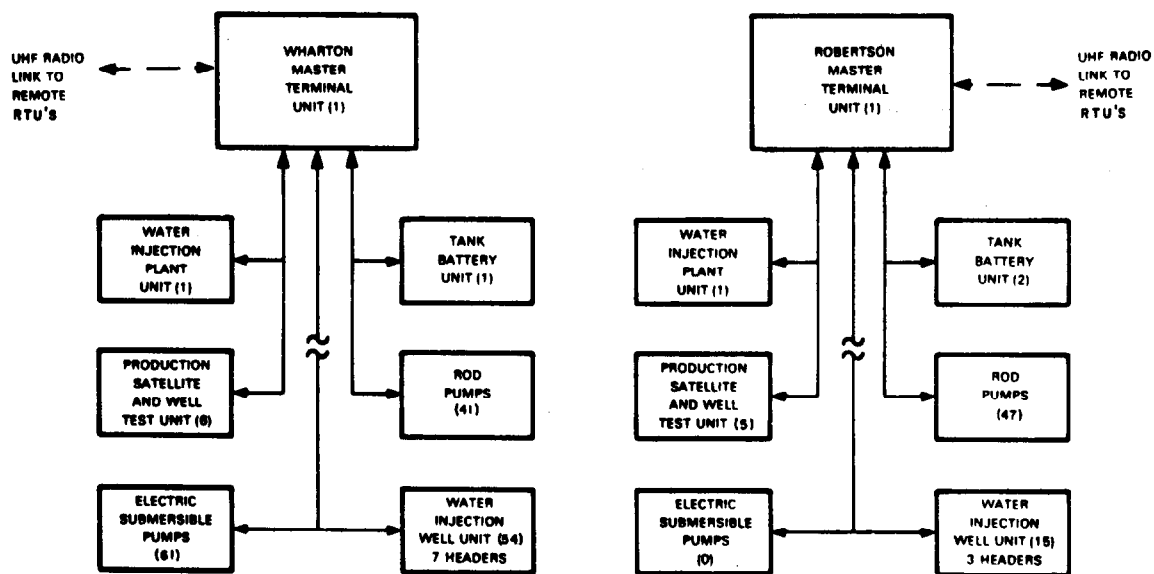 UHF RADIO
LINK TO
REMOTE
RTU'S
WHARTON
MASTER
TERMINAL
UNIT (1)
WATER
INJECTION
PLANT
UNIT (1)
TANK
BATTERY
UNIT (1)
PRODUCTION
SATELLITE
AND WELL
TEST UNIT (6)
ROD
PUMPS
(41)
ELECTRIC
SUBMERSIBLE
PUMPS
(61)
WATER
INJECTION
WELL UNIT (54)
7 HEADERS
ROBERTSON
MASTER
TERMINAL
UNIT (1)
UHF RADIO
LINK TO
REMOTE
RTU'S
WATER
INJECTION
PLANT
UNIT (1)
TANK
BATTERY
UNIT (2)
PRODUCTION
SATELLITE
AND WELL
TEST UNIT (5)
ROD
PUMPS
(47)
ELECTRIC
SUBMERSIBLE
PUMPS
(0)
WATER
INJECTION
WELL UNIT (15)
3 HEADERS